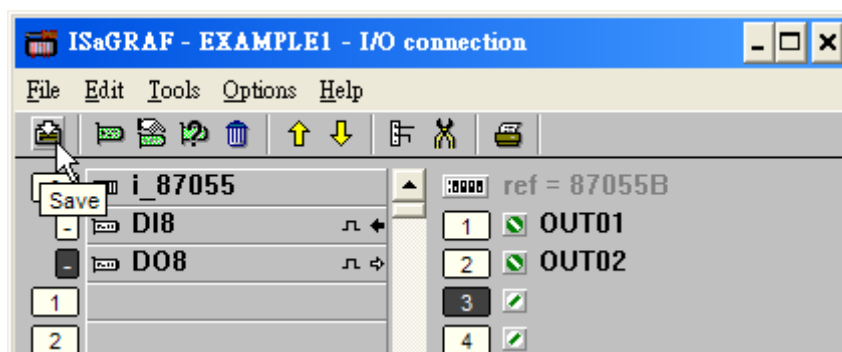 ISaGRAF - EXAMPLE1 - I/O connection
File Edit Tools Options Help
i_87055
ref = 87055B
Save
- DI8
1 OUT01
- DO8
2 OUT02
1
3
2
4